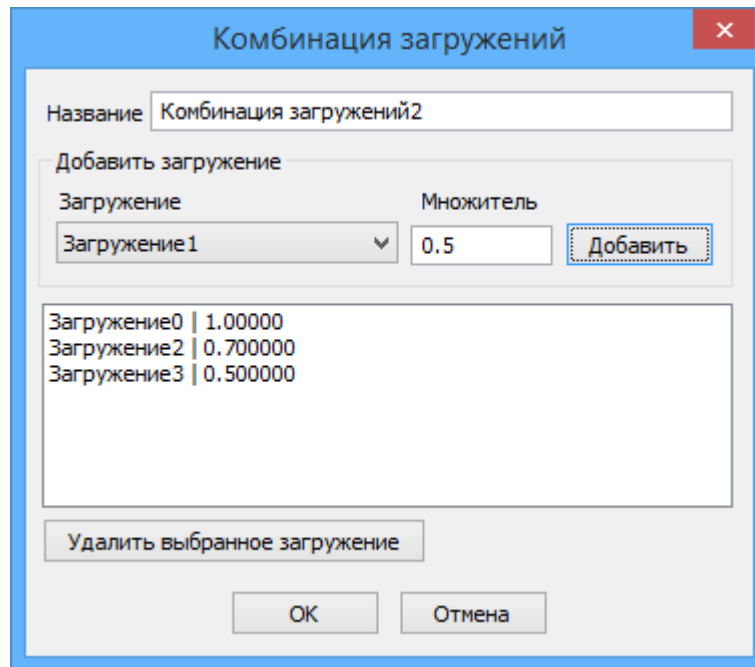 Комбинация загружений
Название Комбинация загружений2
Добавить загружение
Загружение Множитель
Загружение1 0.5 Добавить
Загружение0 | 1.00000
Загружение2 | 0.700000
Загружение3 | 0.500000
Удалить выбранное загружение
ОК Отмена